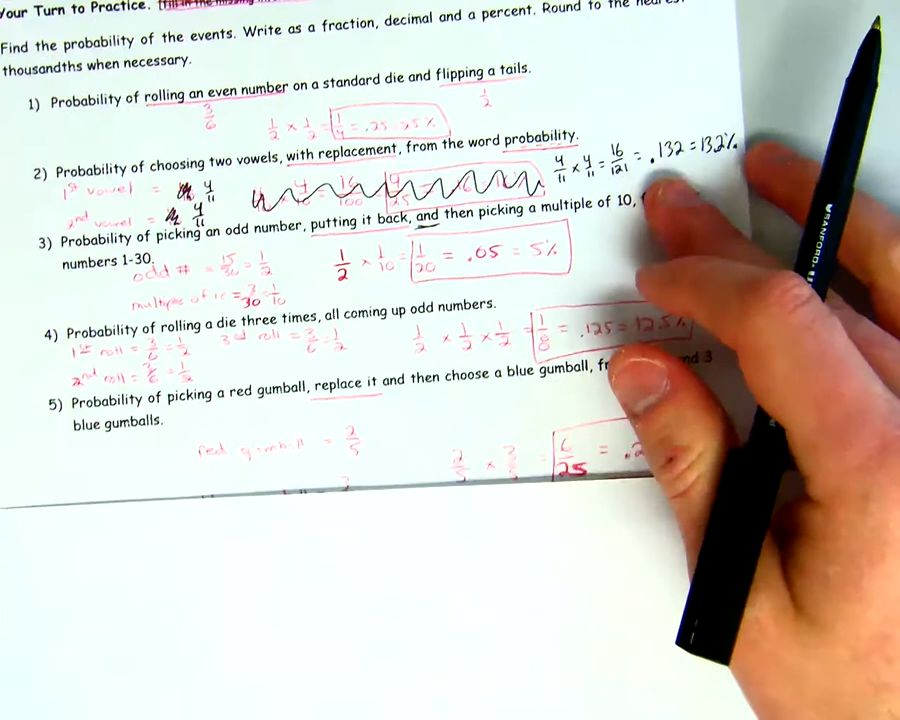 Your Turn to Practice.
Find the probability of the events. Write as a fraction, decimal and a percent. Round to the
thousandths when necessary.
1) Probability of rolling an even number on a standard die and flipping a tails.
3/6
1/2
1/2 × 1/2 = 1/4 = .25 = 25%
2) Probability of choosing two vowels, with replacement, from the word probability.
1st vowel = 4/11
4/11 × 4/11 = 16/121 = .132 = 13.2%
2nd vowel = 4/11
3) Probability of picking an odd number, putting it back, and then picking a multiple of 10,
numbers 1-30.
odd # = 15/30 = 1/2
1/2 × 1/10 = 1/20 = .05 = 5%
multiple of 10 = 3/30 = 1/10
4) Probability of rolling a die three times, all coming up odd numbers.
1st roll = 3/6 = 1/2 3rd roll = 3/6 = 1/2
1/2 × 1/2 × 1/2 = 1/8 = .125 = 12.5%
2nd roll = 3/6 = 1/2
5) Probability of picking a red gumball, replace it and then choose a blue gumball, and 3
blue gumballs.
red gumball = 2/5
2/5 × 3/5 = 6/25 = .2
3
SANFORD